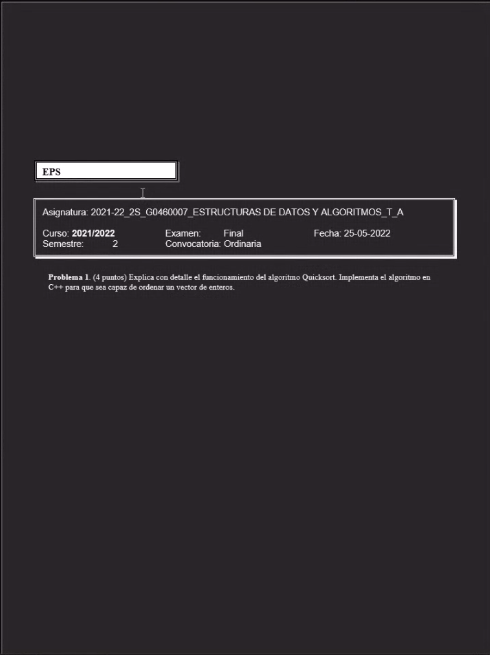 EPS
Asignatura: 2021-22_2S_G0460007_ESTRUCTURAS DE DATOS Y ALGORITMOS_T_A
Curso: 2021/2022 Examen: Final Fecha: 25-05-2022
Semestre: 2 Convocatoria: Ordinaria
Problema 1. (4 puntos) Explica con detalle el funcionamiento del algoritmo Quicksort. Implementa el algoritmo en
C++ para que sea capaz de ordenar un vector de enteros.